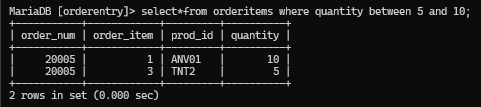 MariaDB [orderentry]> select*from orderitems where quantity between 5 and 10;
+-----------+------------+---------+----------+
| order_num | order_item | prod_id | quantity |
+-----------+------------+---------+----------+
|     20005 |          1 | ANV01   |       10 |
|     20005 |          3 | TNT2    |        5 |
+-----------+------------+---------+----------+
2 rows in set (0.000 sec)